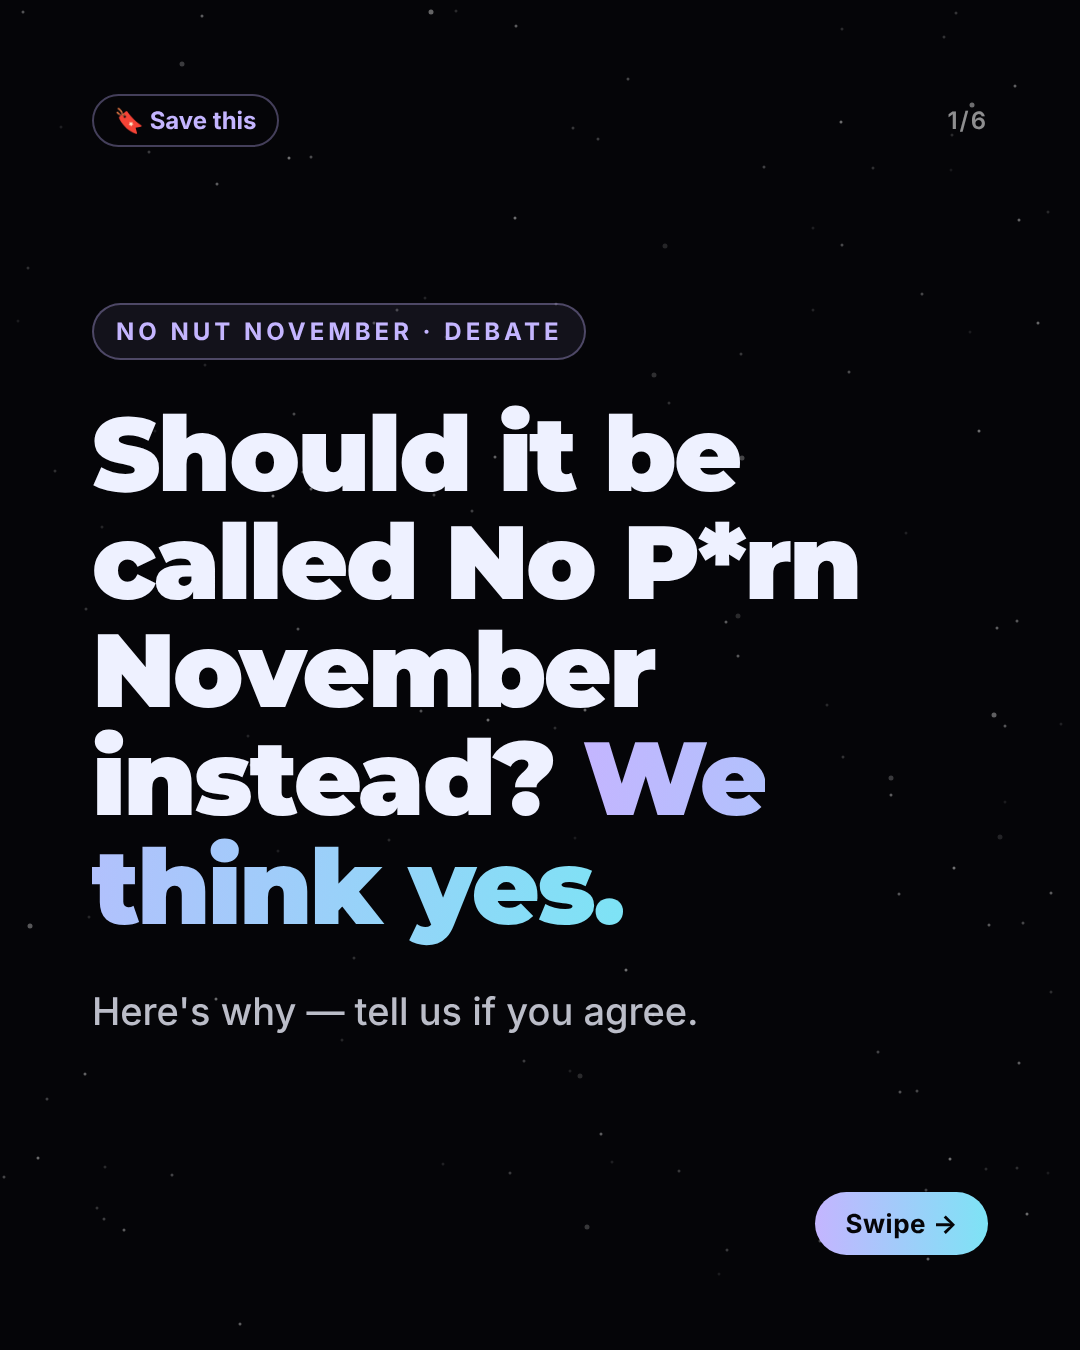 🔖 Save this
1/6
NO NUT NOVEMBER · DEBATE
Should it be
called No P*rn
November
instead? We
think yes.
Here's why — tell us if you agree.
Swipe →